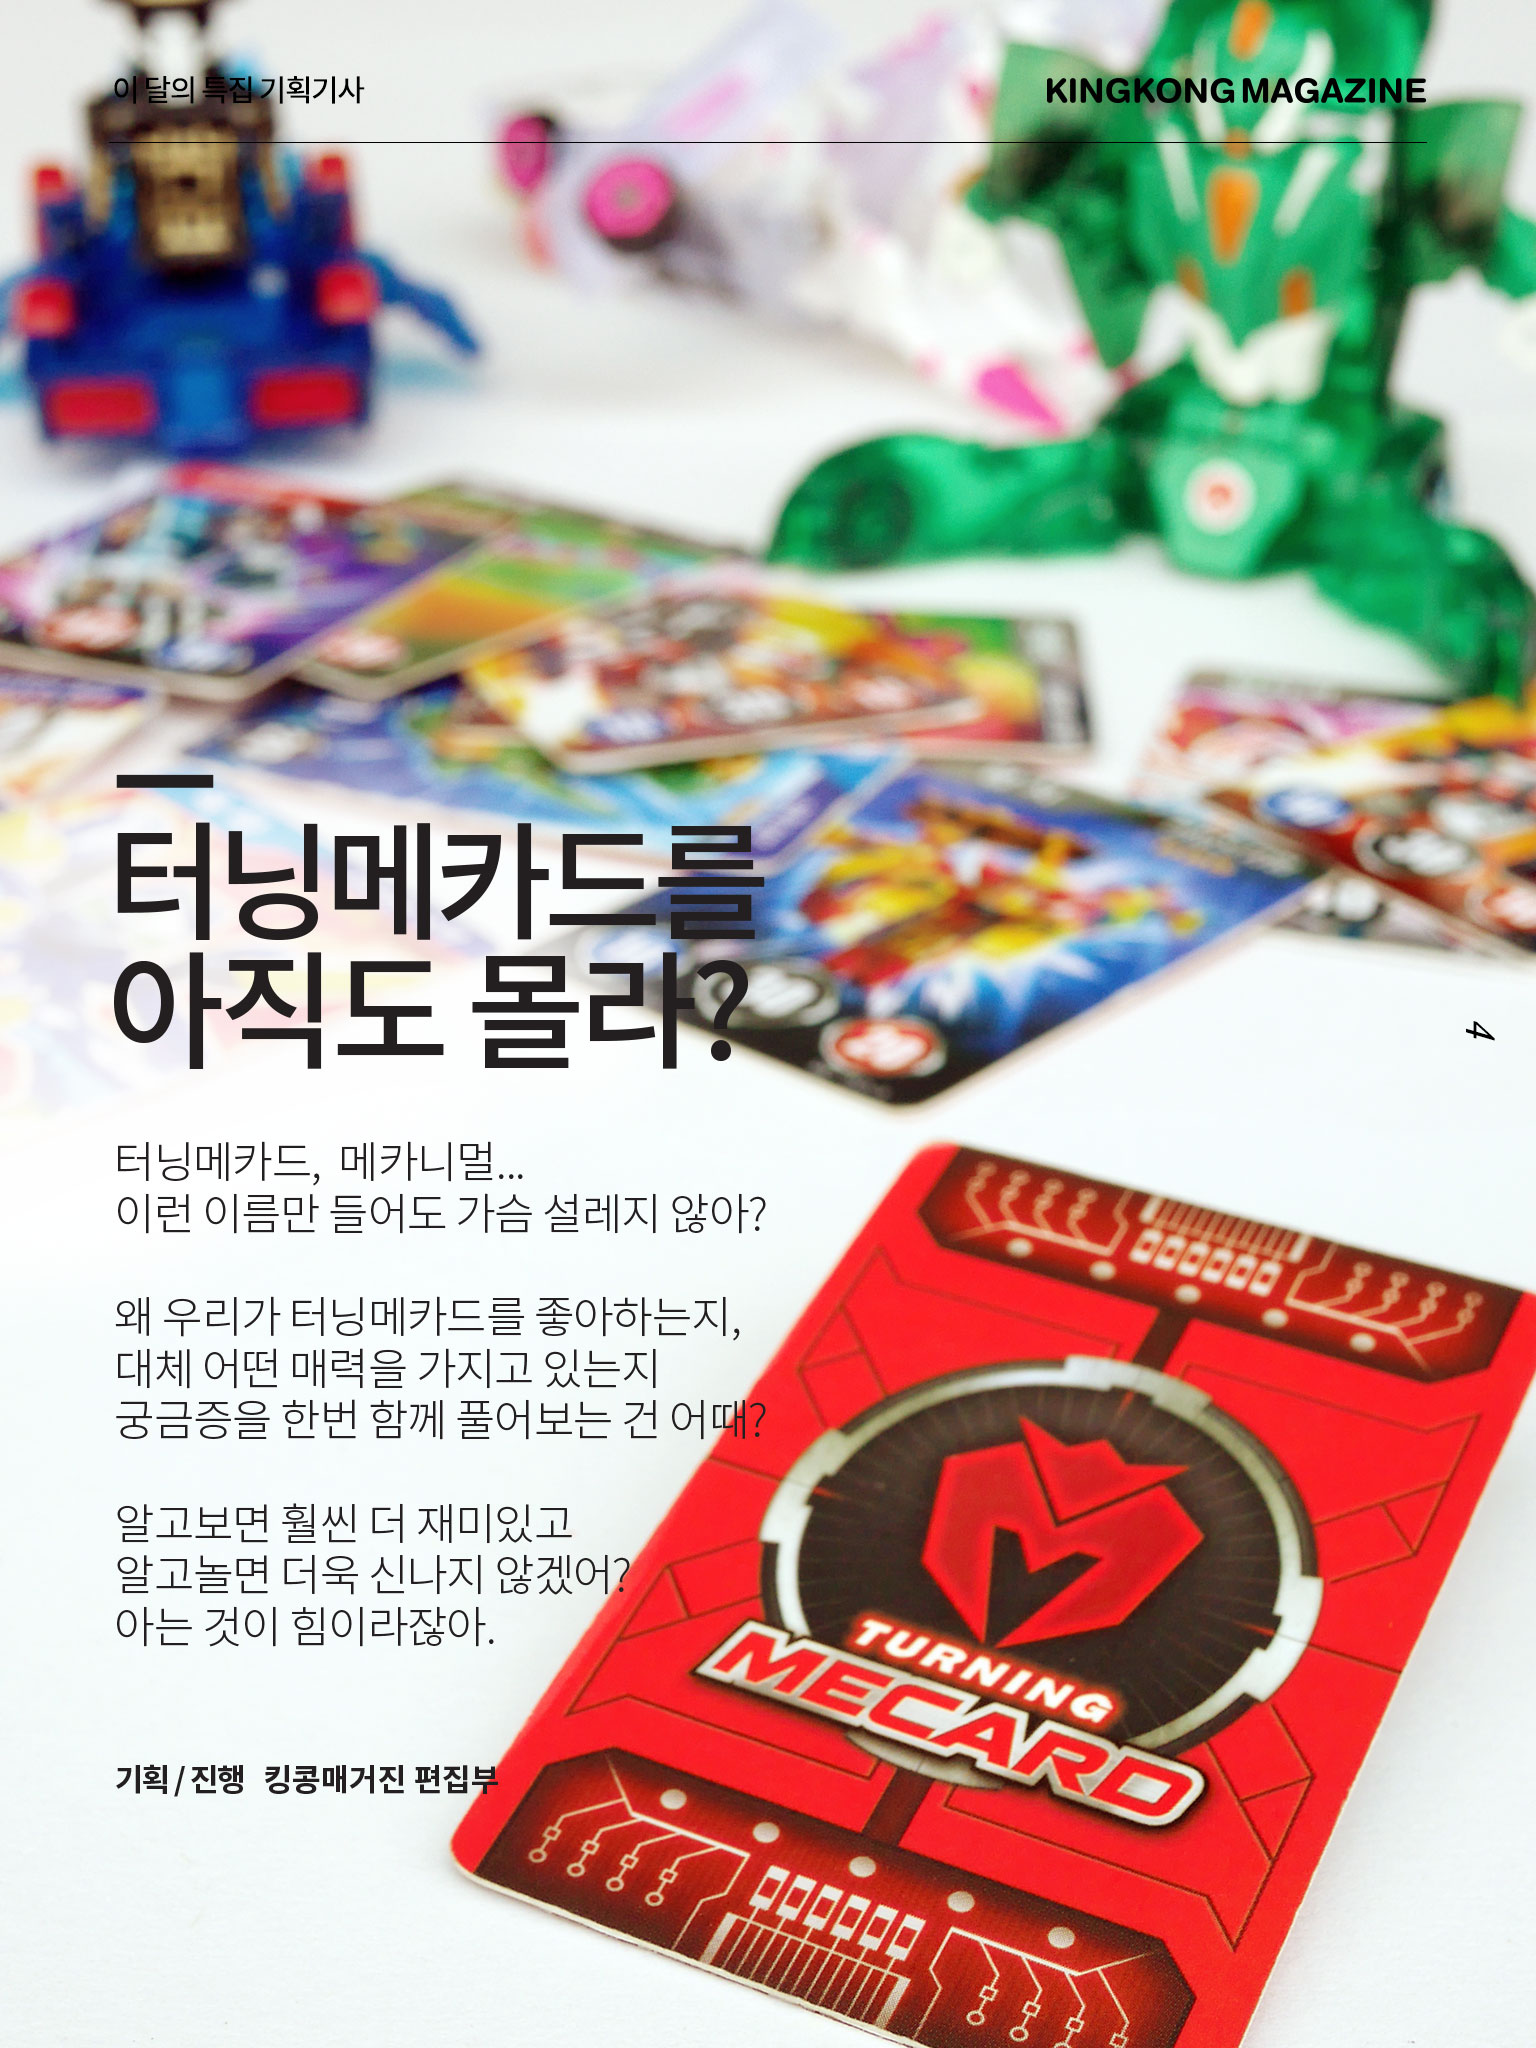 이 달의 특집 기획기사
KINGKONG MAGAZINE
터닝메카드를
아직도 몰라?
4
터닝메카드, 메카니멀...
이런 이름만 들어도 가슴 설레지 않아?
왜 우리가 터닝메카드를 좋아하는지,
대체 어떤 매력을 가지고 있는지
궁금증을 한번 함께 풀어보는 건 어때?
알고보면 훨씬 더 재미있고
알고놀면 더욱 신나지 않겠어?
아는 것이 힘이라잖아.
기획 / 진행 킹콩매거진 편집부
TURNING
MECARD
20